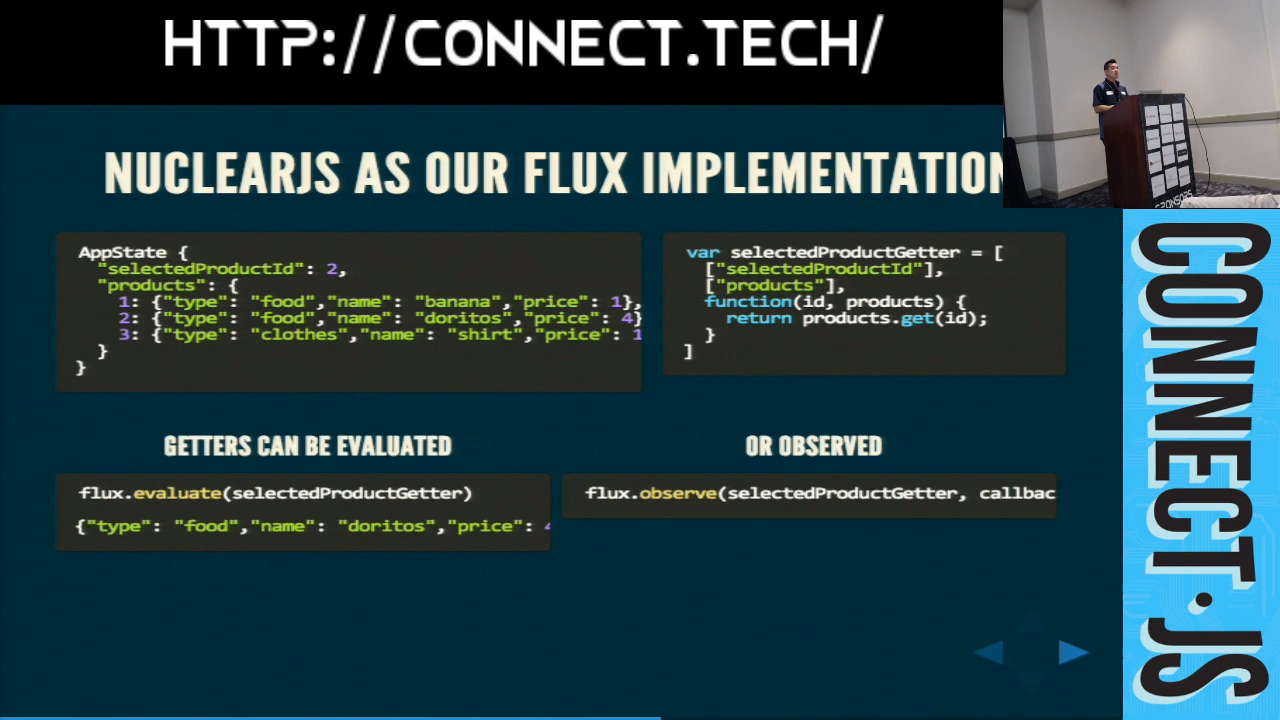 HTTP://CONNECT.TECH/
NUCLEARJS AS OUR FLUX IMPLEMENTATION
AppState {
"selectedProductId": 2,
"products": {
1: {"type": "food","name": "banana","price": 1},
2: {"type": "food","name": "doritos","price": 4}
3: {"type": "clothes","name": "shirt","price": 1
}
}
var selectedProductGetter = [
["selectedProductId"],
["products"],
function(id, products) {
return products.get(id);
}
]
GETTERS CAN BE EVALUATED
flux.evaluate(selectedProductGetter)
{"type": "food","name": "doritos","price": 4
OR OBSERVED
flux.observe(selectedProductGetter, callbac
SPONSORS
CONNECT.JS